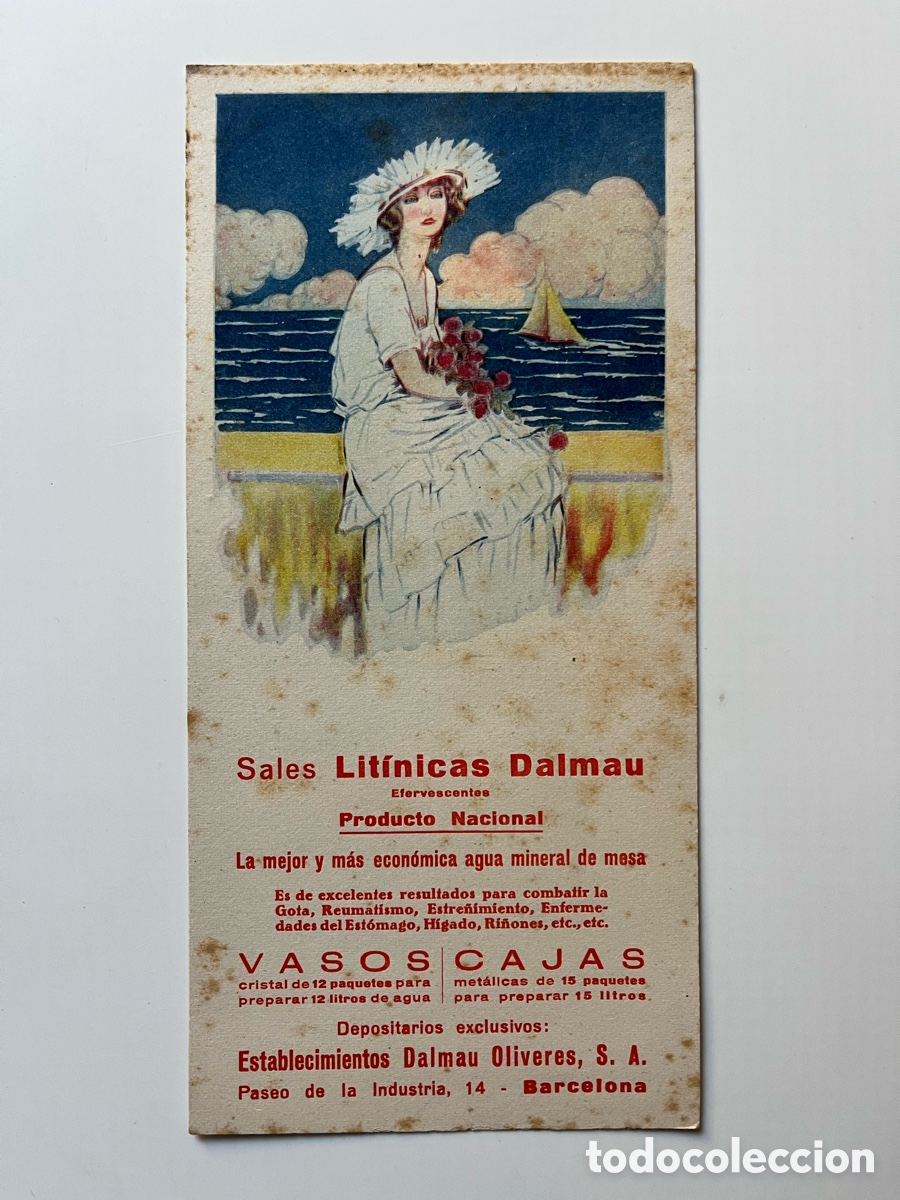 Sales Litínicas Dalmau
Efervescentes
Producto Nacional
La mejor y más económica agua mineral de mesa
Es de excelentes resultados para combatir la
Gota, Reumatismo, Estreñimiento, Enferme-
dades del Estómago, Hígado, Riñones, etc., etc.
VASOS
cristal de 12 paquetes para
preparar 12 litros de agua
CAJAS
metálicas de 15 paquetes
para preparar 15 litros.
Depositarios exclusivos:
Establecimientos Dalmau Oliveres, S. A.
Paseo de la Industria, 14 - Barcelona
todocoleccion